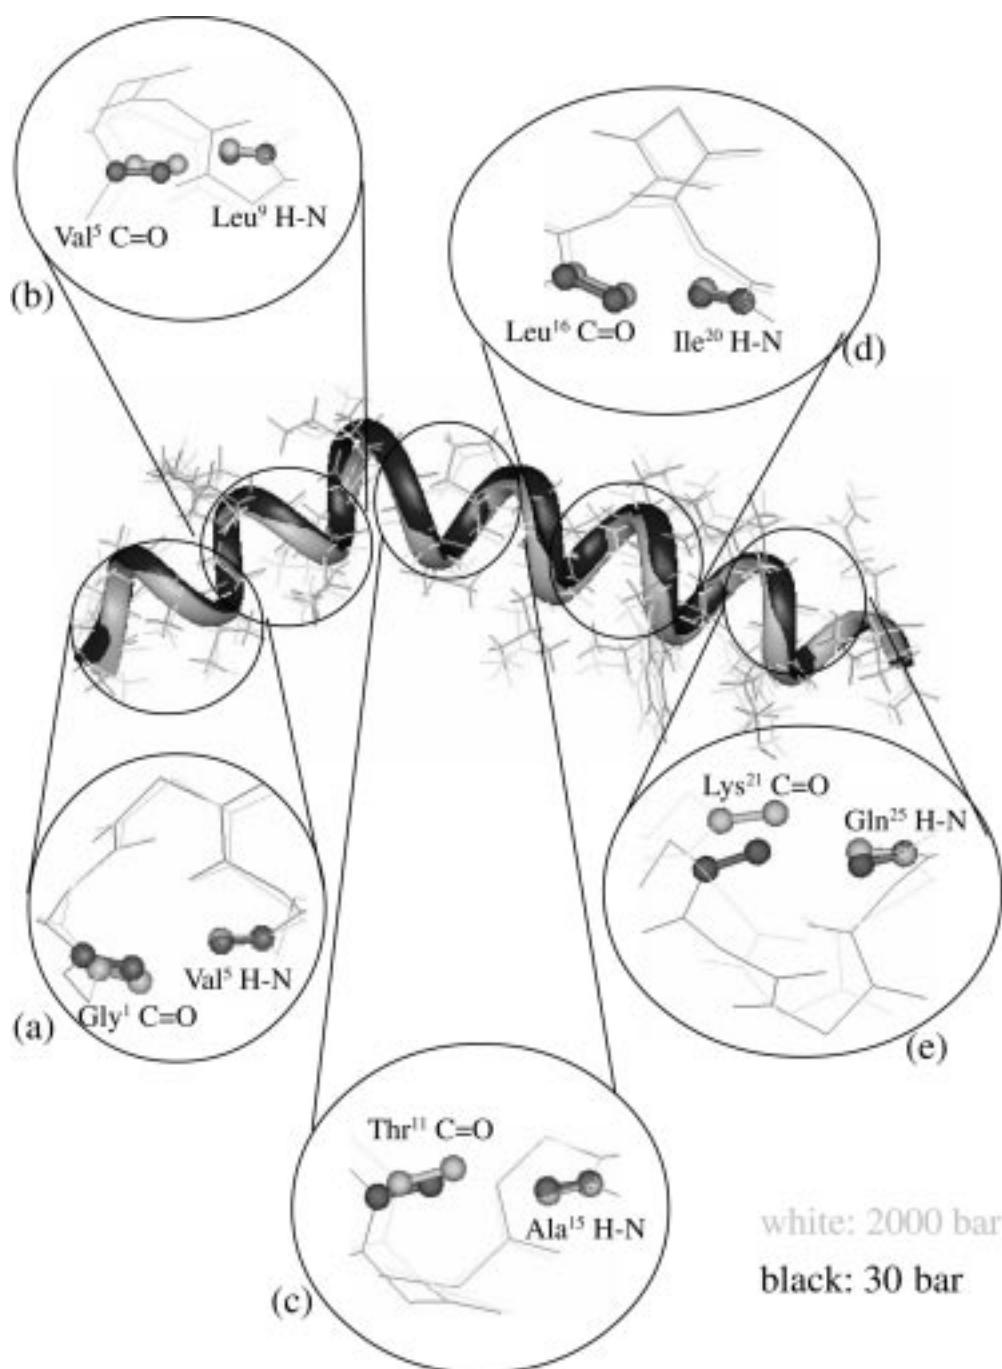 Val⁵ C=O
Leu⁹ H-N
(b)
Leu¹⁶ C=O
Ile²⁰ H-N
(d)
Lys²¹ C=O
Gln²⁵ H-N
Val⁵ H-N
Gly¹ C=O
(a)
(e)
Thr¹¹ C=O
Ala¹⁵ H-N
(c)
white: 2000 bar
black: 30 bar